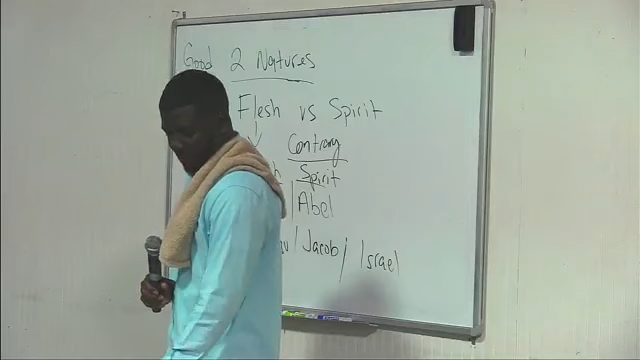 Good 2 Natures
Flesh vs Spirit
Contrary
Spirit
Abel
Jacob / Israel